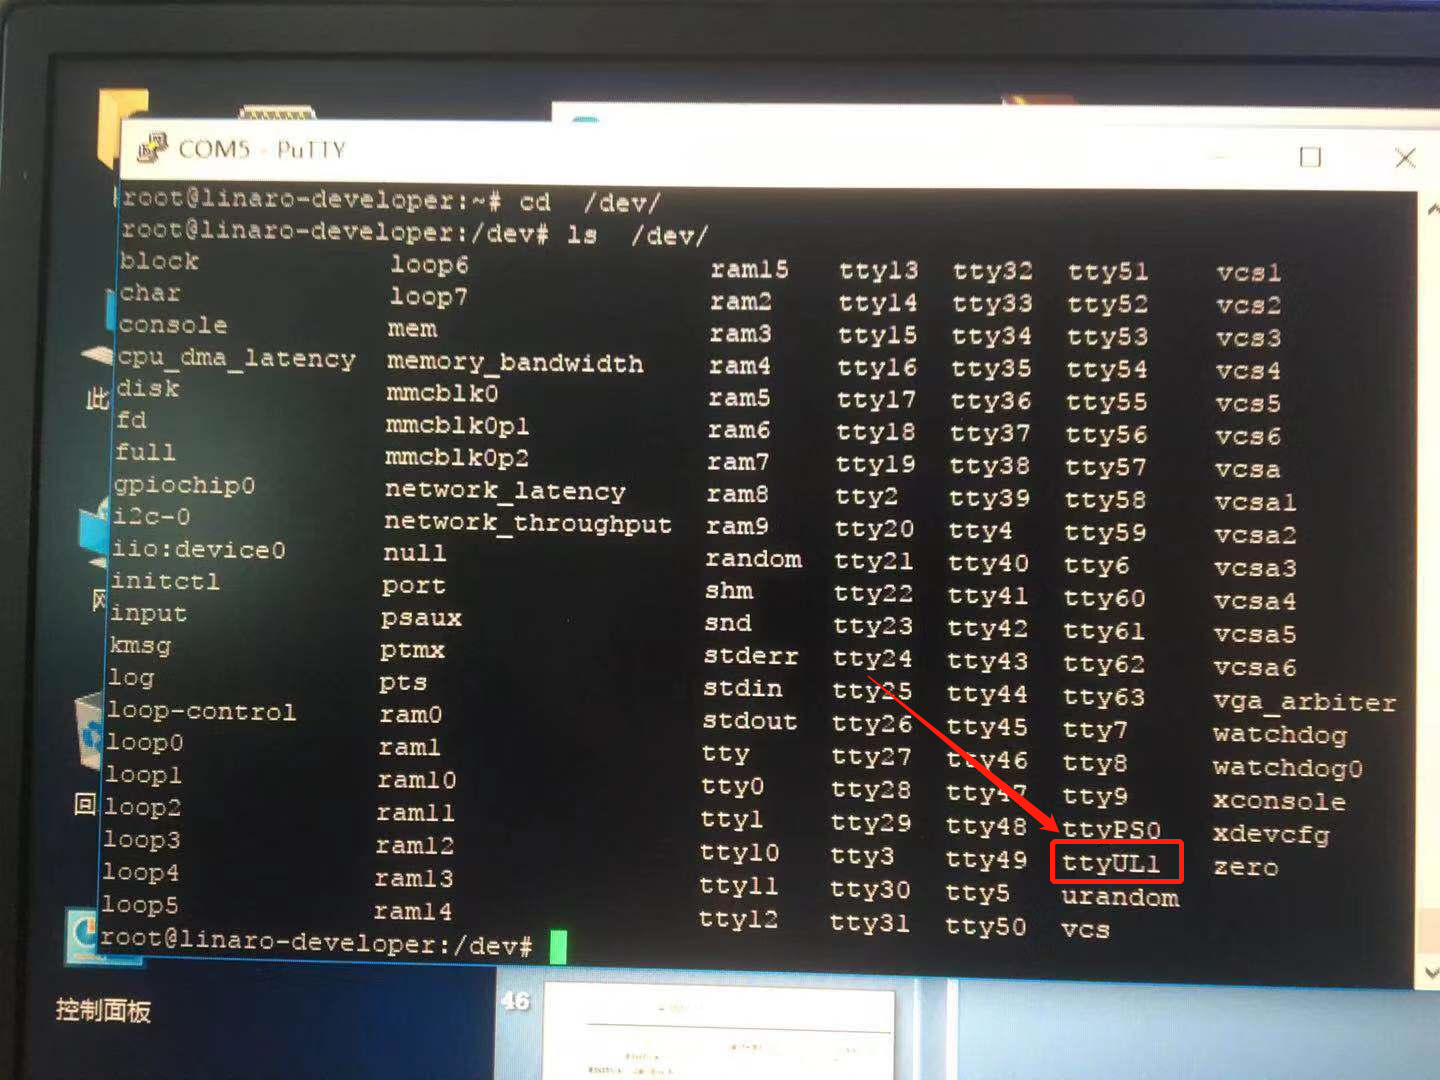 COM5 - PuTTY
root@linaro-developer:~# cd  /dev/
root@linaro-developer:/dev# ls  /dev/
block loop6 ram15 tty13 tty32 tty51 vcs1
char loop7 ram2 tty14 tty33 tty52 vcs2
console mem ram3 tty15 tty34 tty53 vcs3
cpu_dma_latency memory_bandwidth ram4 tty16 tty35 tty54 vcs4
disk mmcblk0 ram5 tty17 tty36 tty55 vcs5
fd mmcblk0p1 ram6 tty18 tty37 tty56 vcs6
full mmcblk0p2 ram7 tty19 tty38 tty57 vcsa
gpiochip0 network_latency ram8 tty2 tty39 tty58 vcsa1
i2c-0 network_throughput ram9 tty20 tty4 tty59 vcsa2
iio:device0 null random tty21 tty40 tty6 vcsa3
initctl port shm tty22 tty41 tty60 vcsa4
input psaux snd tty23 tty42 tty61 vcsa5
kmsg ptmx stderr tty24 tty43 tty62 vcsa6
log pts stdin tty25 tty44 tty63 vga_arbiter
loop-control ram0 stdout tty26 tty45 tty7 watchdog
loop0 ram1 tty tty27 tty46 tty8 watchdog0
loop1 ram10 tty0 tty28 tty47 tty9 xconsole
loop2 ram11 tty1 tty29 tty48 ttyPS0 xdevcfg
loop3 ram12 tty10 tty3 tty49 ttyUL1 zero
loop4 ram13 tty11 tty30 tty5 urandom
loop5 ram14 tty12 tty31 tty50 vcs
root@linaro-developer:/dev#
此
网
回
控制面板
46